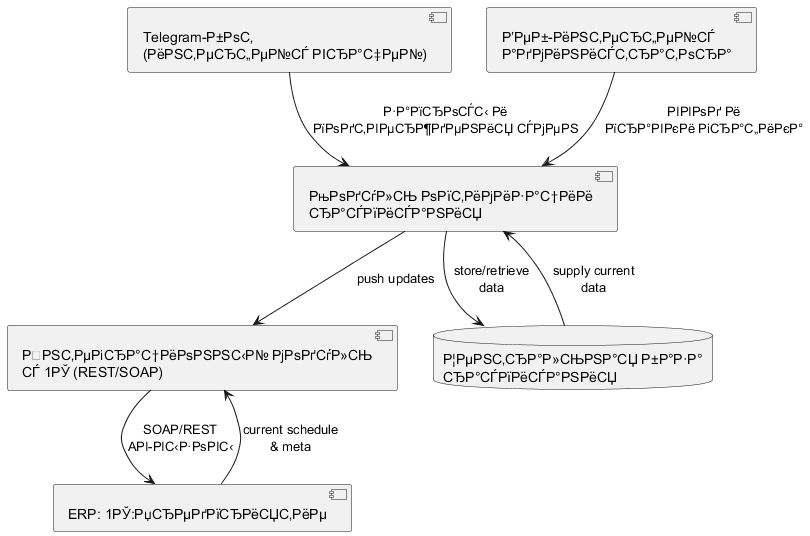 Telegram-Р±РѕС‚
(РёРЅС‚РµСЂС„РµР№СЃ РІСЂР°С‡РµР№)
Р’РµР±-РёРЅС‚РµСЂС„РµР№СЃ
Р°РґРјРёРЅРёСЃС‚СЂР°С‚РѕСЂР°
Р·Р°РїСЂРѕСЃС‹ Рё
РїРѕРґС‚РІРµСЂР¶РґРµРЅРёСЏ СЃРјРµРЅ
РІРІРѕРґ Рё
РїСЂР°РІРєРё РіСЂР°С„РёРєР°
РњРѕРґСѓР»СЊ РѕРїС‚РёРјРёР·Р°С†РёРё
СЂР°СЃРїРёСЃР°РЅРёСЏ
push updates
store/retrieve
data
supply current
data
Р□РЅС‚РµРіСЂР°С†РёРѕРЅРЅС‹Р№ РјРѕРґСѓР»СЊ
СЃ 1РЎ (REST/SOAP)
Р¦РµРЅС‚СЂР°Р»СЊРЅР°СЏ Р±Р°Р·Р°
СЂР°СЃРїРёСЃР°РЅРёСЏ
SOAP/REST
API-РІС‹Р·РѕРІС‹
current schedule
& meta
ERP: 1РЎ:РџСЂРµРґРїСЂРёСЏС‚РёРµ